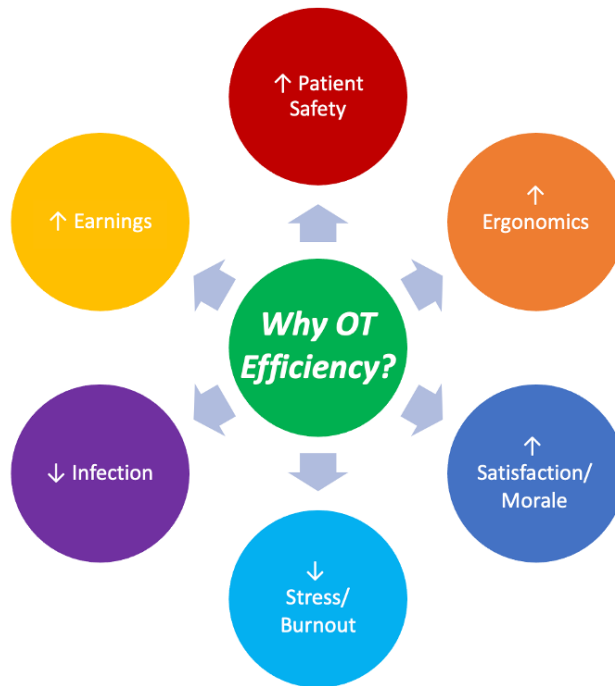 ↑ Patient
Safety
↑ Earnings
↑
Ergonomics
Why OT
Efficiency?
↓ Infection
↑
Satisfaction/
Morale
↓
Stress/
Burnout